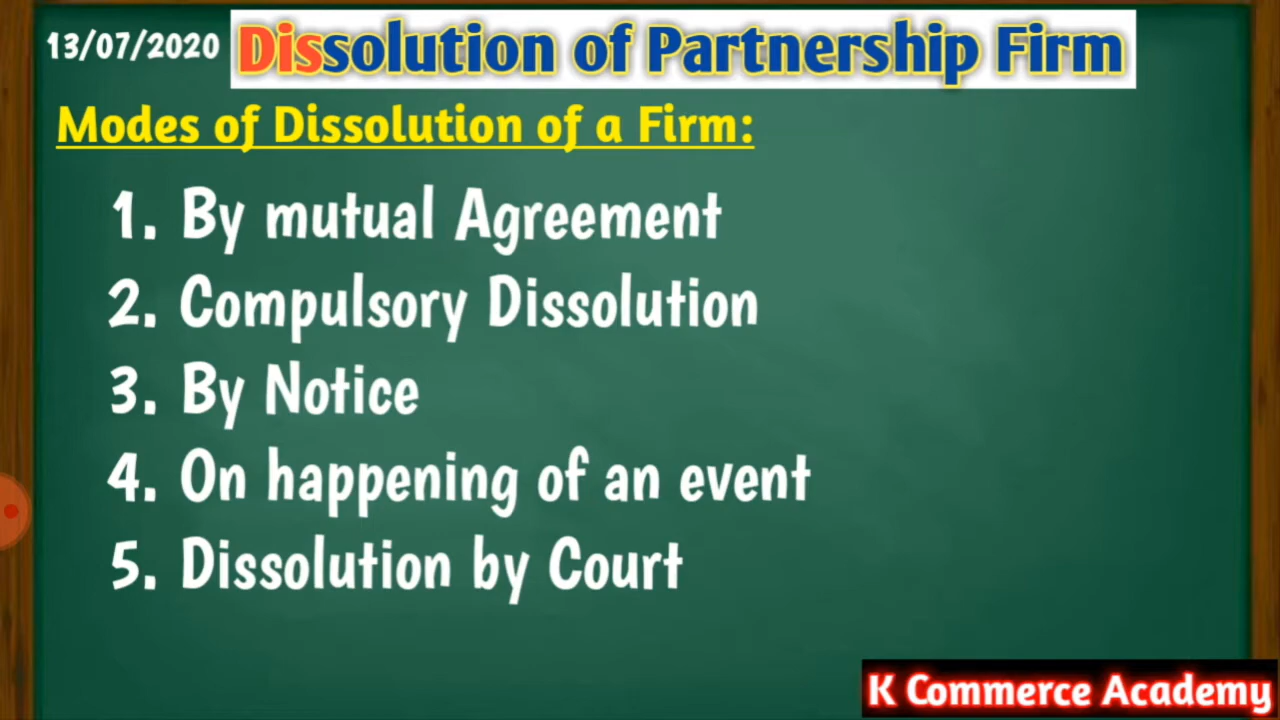 13/07/2020 Dissolution of Partnership Firm
Modes of Dissolution of a Firm:
1. By mutual Agreement
2. Compulsory Dissolution
3. By Notice
4. On happening of an event
5. Dissolution by Court
K Commerce Academy